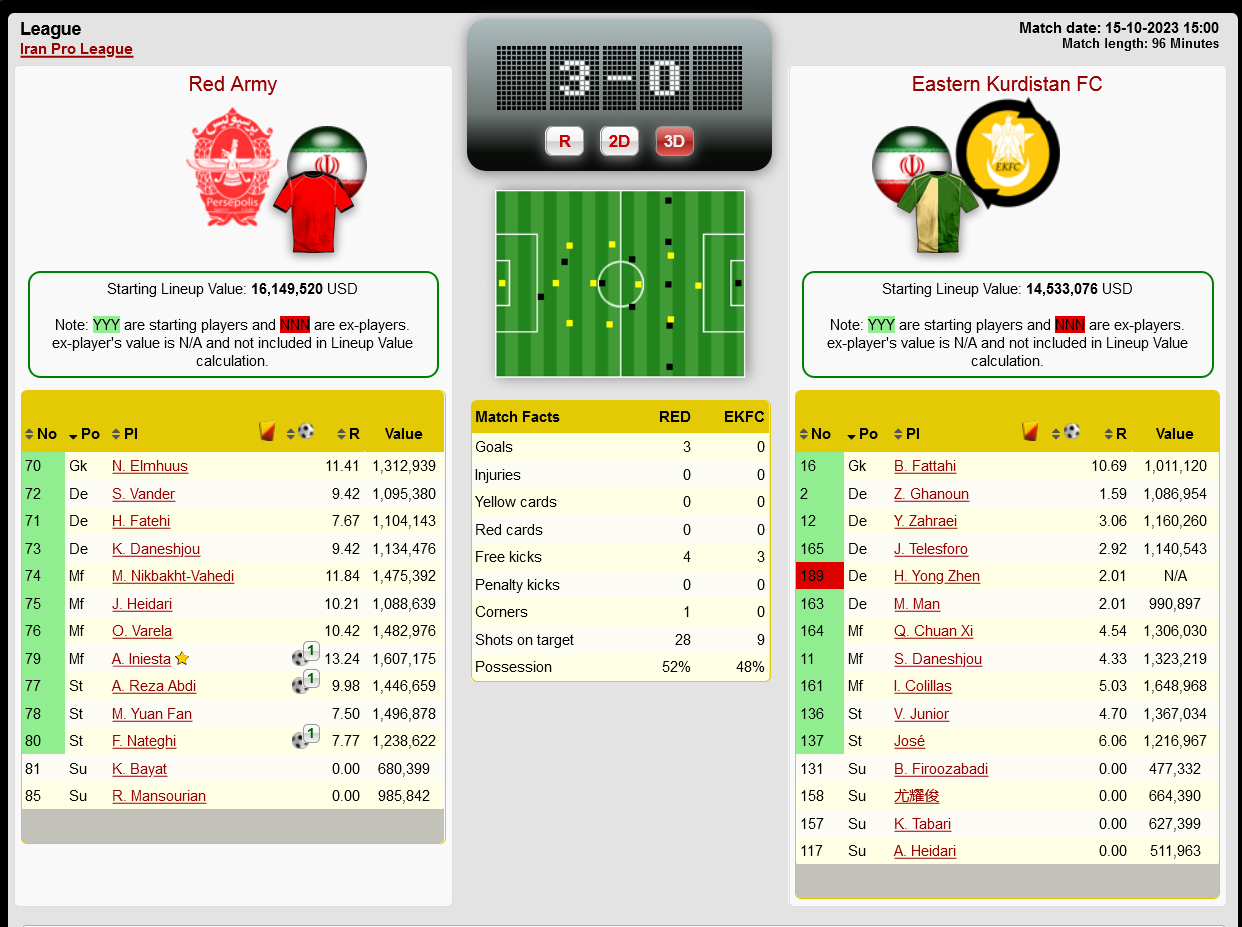 League
Iran Pro League
Match date: 15-10-2023 15:00
Match length: 96 Minutes
3-0
R 2D 3D
Red Army
پرسپولیس
Persepolis
Starting Lineup Value: 16,149,520 USD
Note: YYY are starting players and NNN are ex-players.
ex-player's value is N/A and not included in Lineup Value
calculation.
No Po Pl R Value
70 Gk N. Elmhuus 11.41 1,312,939
72 De S. Vander 9.42 1,095,380
71 De H. Fatehi 7.67 1,104,143
73 De K. Daneshjou 9.42 1,134,476
74 Mf M. Nikbakht-Vahedi 11.84 1,475,392
75 Mf J. Heidari 10.21 1,088,639
76 Mf O. Varela 10.42 1,482,976
79 Mf A. Iniesta 1 13.24 1,607,175
77 St A. Reza Abdi 1 9.98 1,446,659
78 St M. Yuan Fan 7.50 1,496,878
80 St F. Nateghi 1 7.77 1,238,622
81 Su K. Bayat 0.00 680,399
85 Su R. Mansourian 0.00 985,842
Match Facts RED EKFC
Goals 3 0
Injuries 0 0
Yellow cards 0 0
Red cards 0 0
Free kicks 4 3
Penalty kicks 0 0
Corners 1 0
Shots on target 28 9
Possession 52% 48%
Eastern Kurdistan FC
EKFC
Starting Lineup Value: 14,533,076 USD
Note: YYY are starting players and NNN are ex-players.
ex-player's value is N/A and not included in Lineup Value
calculation.
No Po Pl R Value
16 Gk B. Fattahi 10.69 1,011,120
2 De Z. Ghanoun 1.59 1,086,954
12 De Y. Zahraei 3.06 1,160,260
165 De J. Telesforo 2.92 1,140,543
189 De H. Yong Zhen 2.01 N/A
163 De M. Man 2.01 990,897
164 Mf Q. Chuan Xi 4.54 1,306,030
11 Mf S. Daneshjou 4.33 1,323,219
161 Mf I. Colillas 5.03 1,648,968
136 St V. Junior 4.70 1,367,034
137 St José 6.06 1,216,967
131 Su B. Firoozabadi 0.00 477,332
158 Su 尤耀俊 0.00 664,390
157 Su K. Tabari 0.00 627,399
117 Su A. Heidari 0.00 511,963